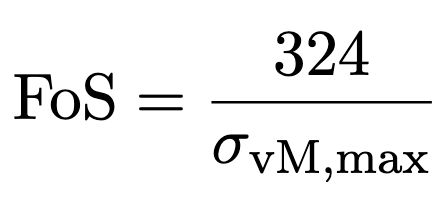 FoS = 324 / σ_vM,max